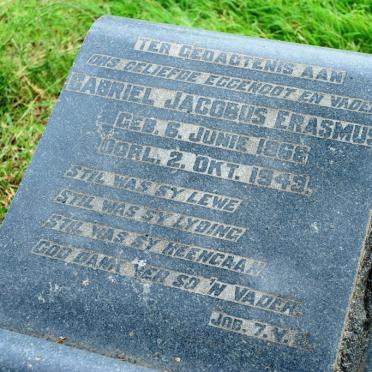 TER GEDAGTENIS AAN
ONS GELIEFDE EGGENOOT EN VADER
GABRIEL JACOBUS ERASMUS
GEB. 6. JUNIE 1868
OORL. 2. OKT. 1943.
STIL WAS SY LEWE
STIL WAS SY LYDING
STIL WAS SY HEENGAAN
GOD DANK VER SO 'N VADER.
JOB. 7. V.